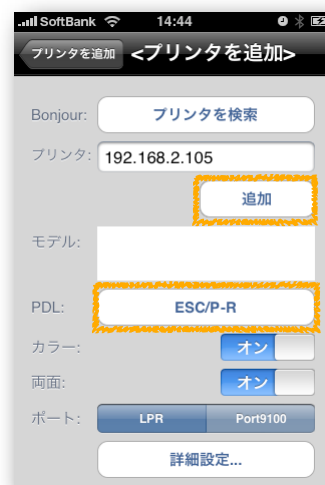 SoftBank 14:44
プリンタを追加 <プリンタを追加>
Bonjour: プリンタを検索
プリンタ: 192.168.2.105
追加
モデル:
PDL: ESC/P-R
カラー: オン
両面: オン
ポート: LPR Port9100
詳細設定...